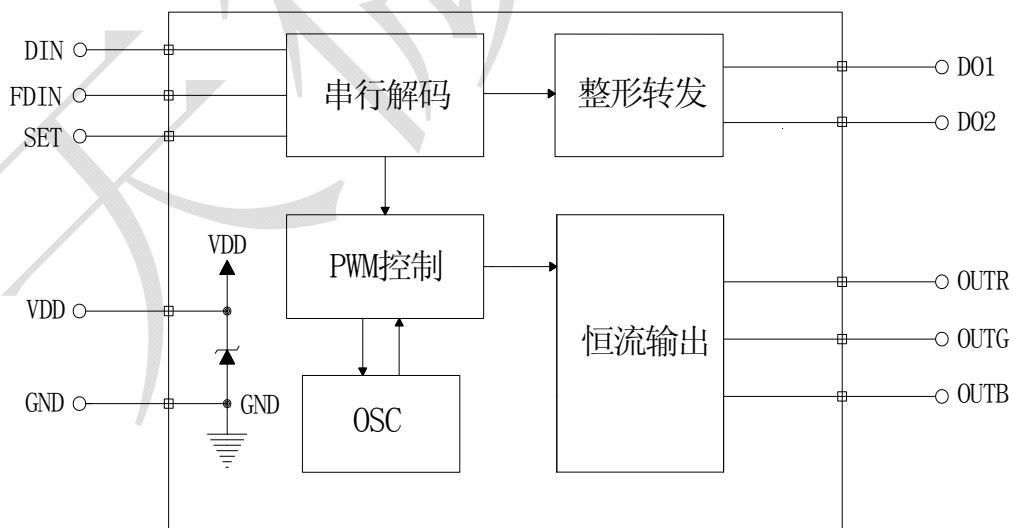 DIN
FDIN
SET
串行解码
整形转发
DO1
DO2
VDD
PWM控制
VDD
GND
GND
OSC
恒流输出
OUTR
OUTG
OUTB